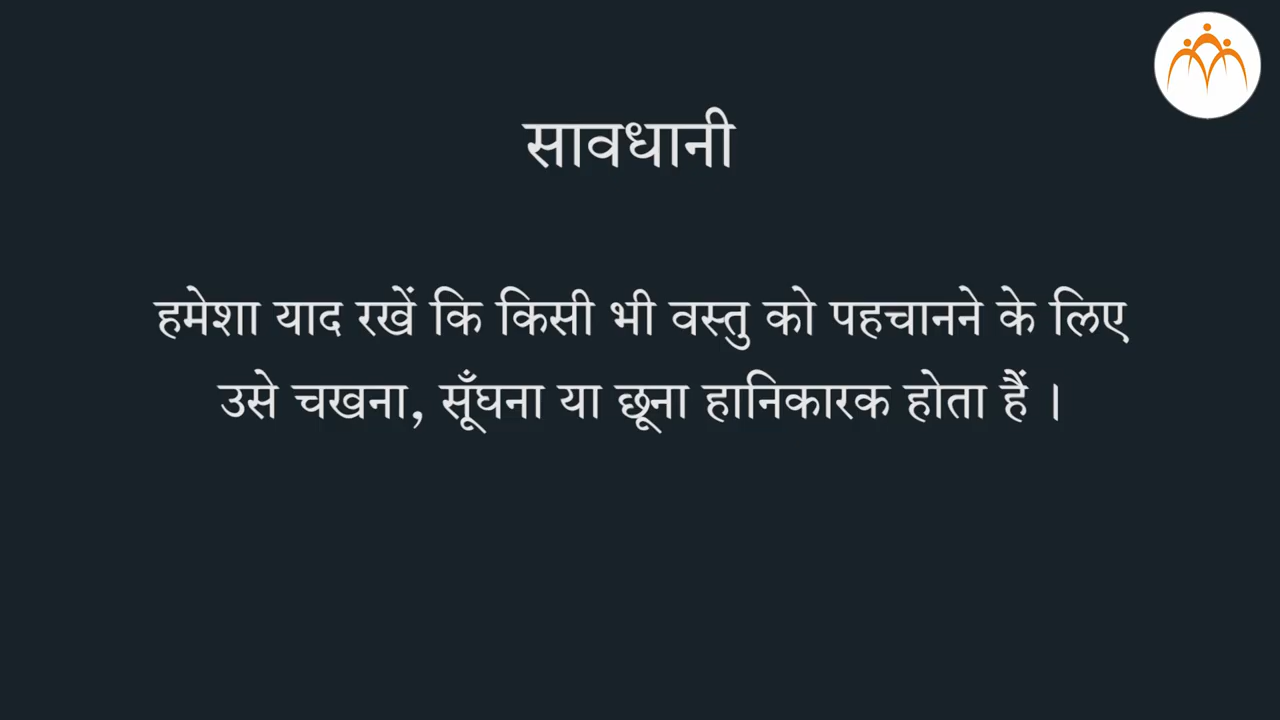 सावधानी
हमेशा याद रखें कि किसी भी वस्तु को पहचानने के लिए
उसे चखना, सूँघना या छूना हानिकारक होता हैं ।